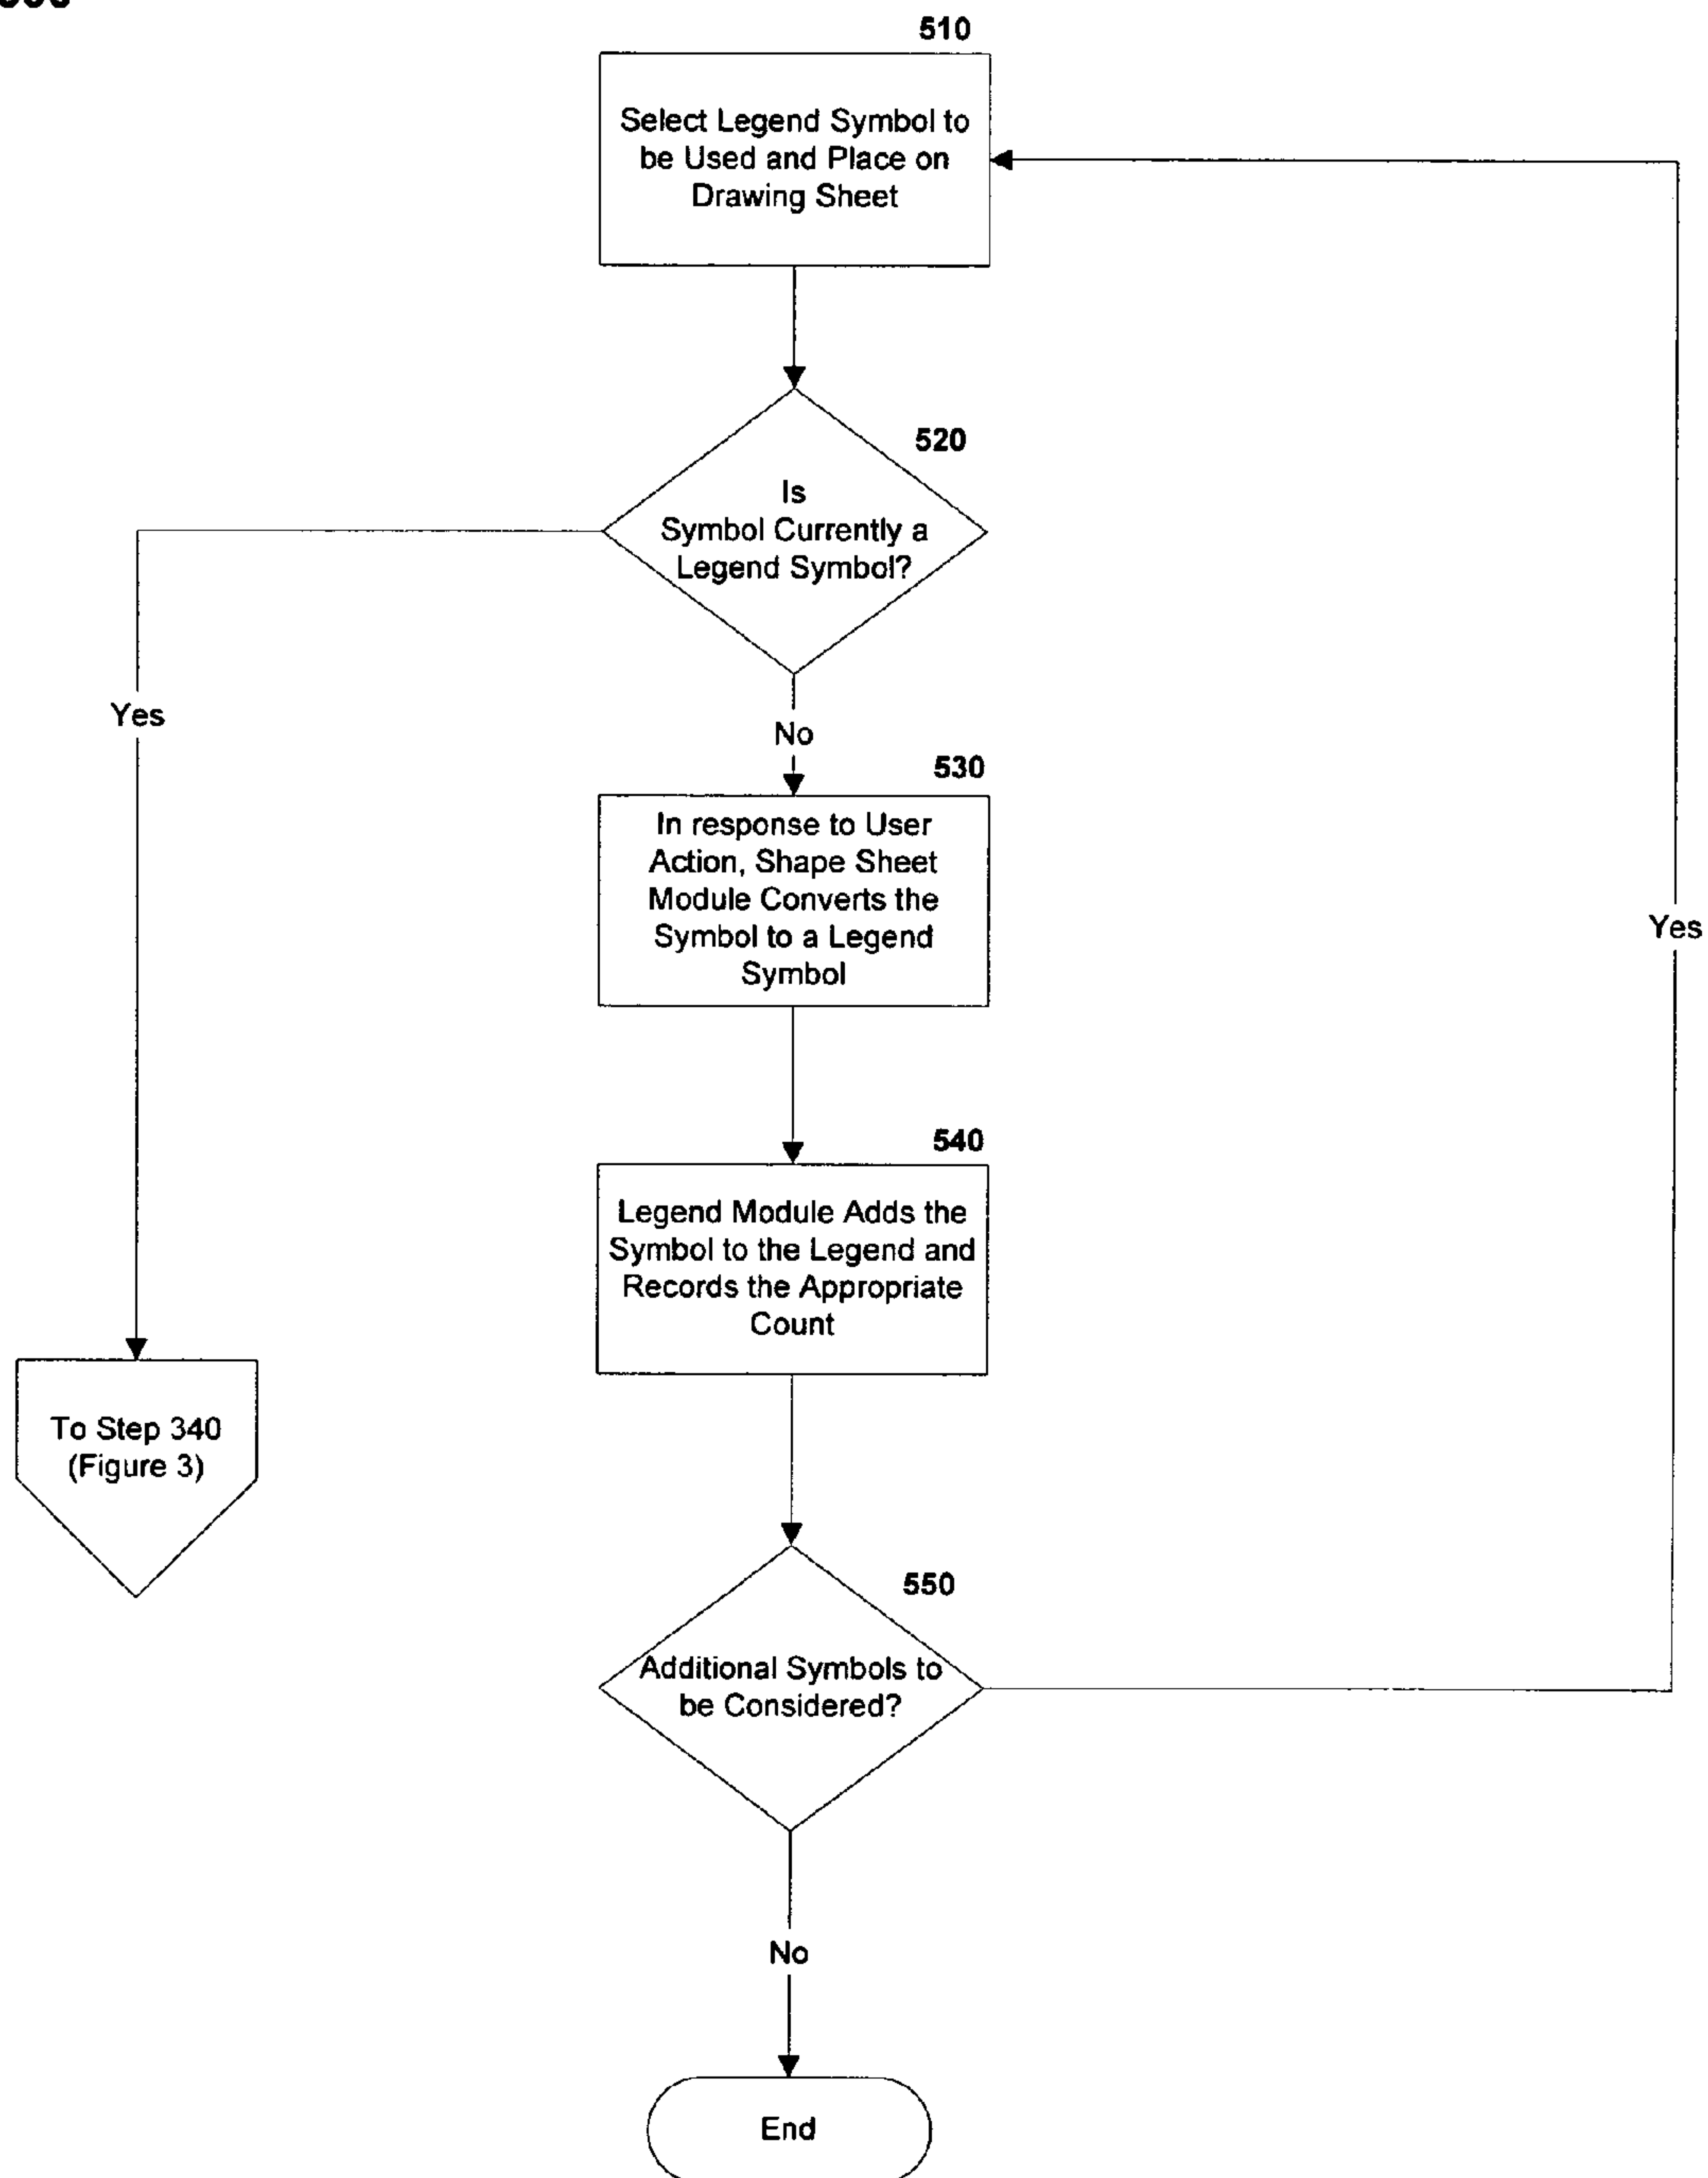 510
Select Legend Symbol to
be Used and Place on
Drawing Sheet
520
Is
Symbol Currently a
Legend Symbol?
Yes
No
530
In response to User
Action, Shape Sheet
Module Converts the
Symbol to a Legend
Symbol
Yes
540
Legend Module Adds the
Symbol to the Legend and
Records the Appropriate
Count
To Step 340
(Figure 3)
550
Additional Symbols to
be Considered?
No
End